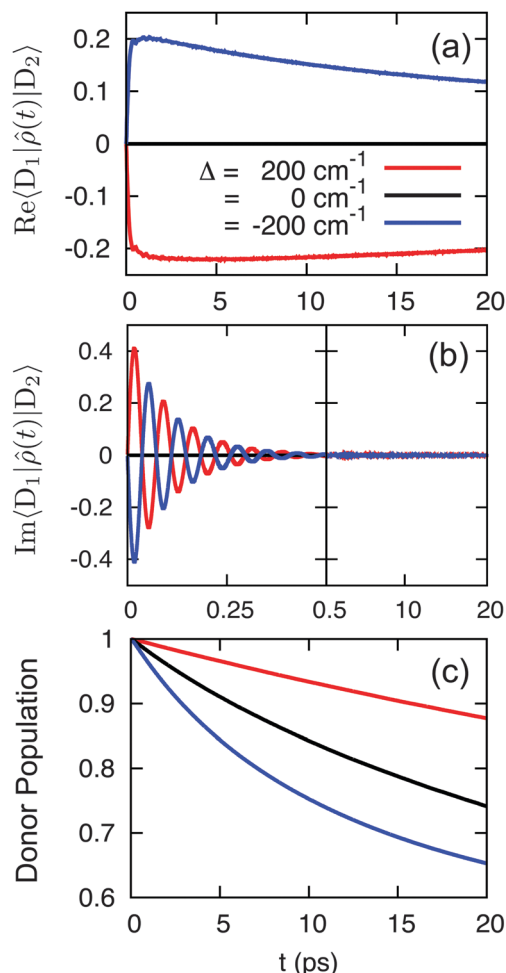 (a)
Re⟨D₁|ρ̂(t)|D₂⟩
0.2
0.1
0
-0.1
-0.2
Δ = 200 cm⁻¹
= 0 cm⁻¹
= -200 cm⁻¹
0 5 10 15 20
(b)
Im⟨D₁|ρ̂(t)|D₂⟩
0.4
0.2
0
-0.2
-0.4
0 0.25 0.5 10 20
(c)
Donor Population
1
0.9
0.8
0.7
0.6
0 5 10 15 20
t (ps)